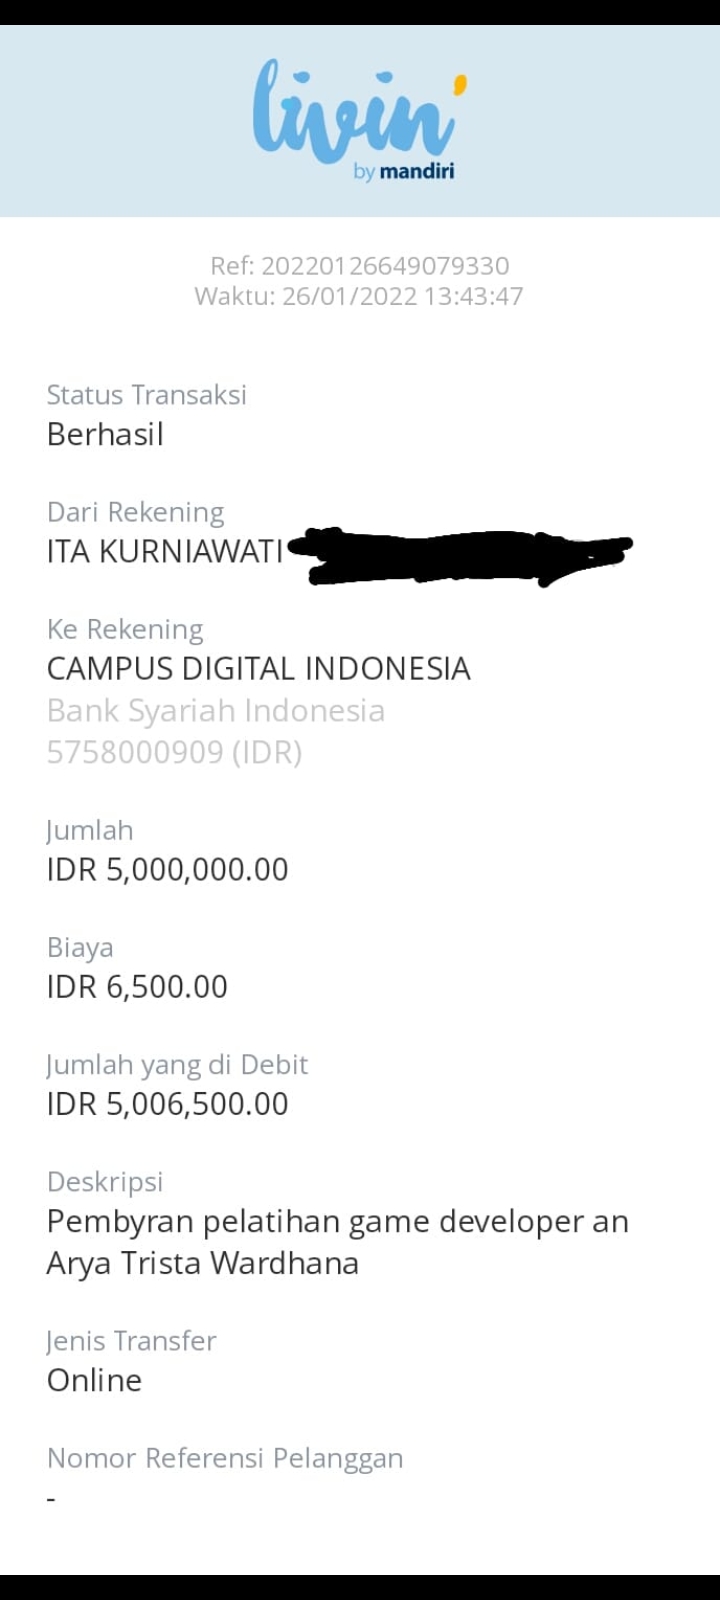 livin'
by mandiri
Ref: 20220126649079330
Waktu: 26/01/2022 13:43:47
Status Transaksi
Berhasil
Dari Rekening
ITA KURNIAWATI
Ke Rekening
CAMPUS DIGITAL INDONESIA
Bank Syariah Indonesia
5758000909 (IDR)
Jumlah
IDR 5,000,000.00
Biaya
IDR 6,500.00
Jumlah yang di Debit
IDR 5,006,500.00
Deskripsi
Pembyran pelatihan game developer an
Arya Trista Wardhana
Jenis Transfer
Online
Nomor Referensi Pelanggan
-